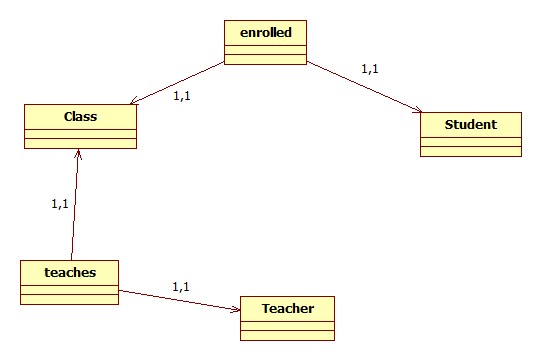 enrolled
1,1
1,1
Class
Student
1,1
teaches
1,1
Teacher